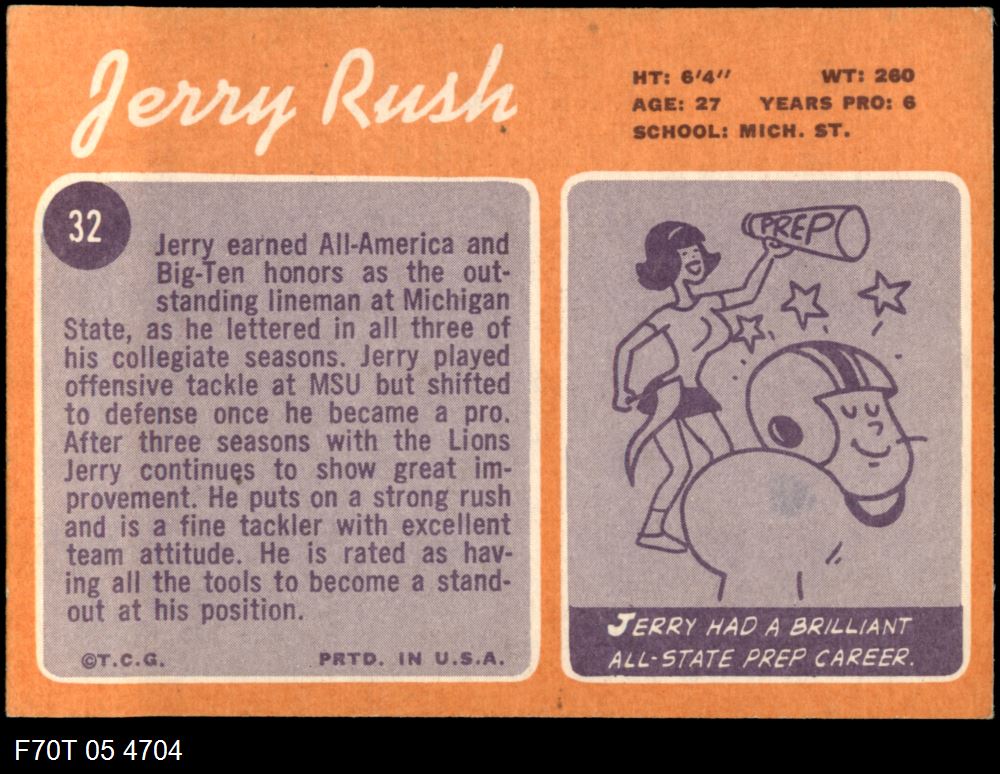 Jerry Rush
HT: 6'4" WT: 260
AGE: 27 YEARS PRO: 6
SCHOOL: MICH. ST.
32
Jerry earned All-America and
Big-Ten honors as the out-
standing lineman at Michigan
State, as he lettered in all three of
his collegiate seasons. Jerry played
offensive tackle at MSU but shifted
to defense once he became a pro.
After three seasons with the Lions
Jerry continues to show great im-
provement. He puts on a strong rush
and is a fine tackler with excellent
team attitude. He is rated as hav-
ing all the tools to become a stand-
out at his position.
©T.C.G. PRTD. IN U.S.A.
PREP
JERRY HAD A BRILLIANT
ALL-STATE PREP CAREER.
F70T 05 4704